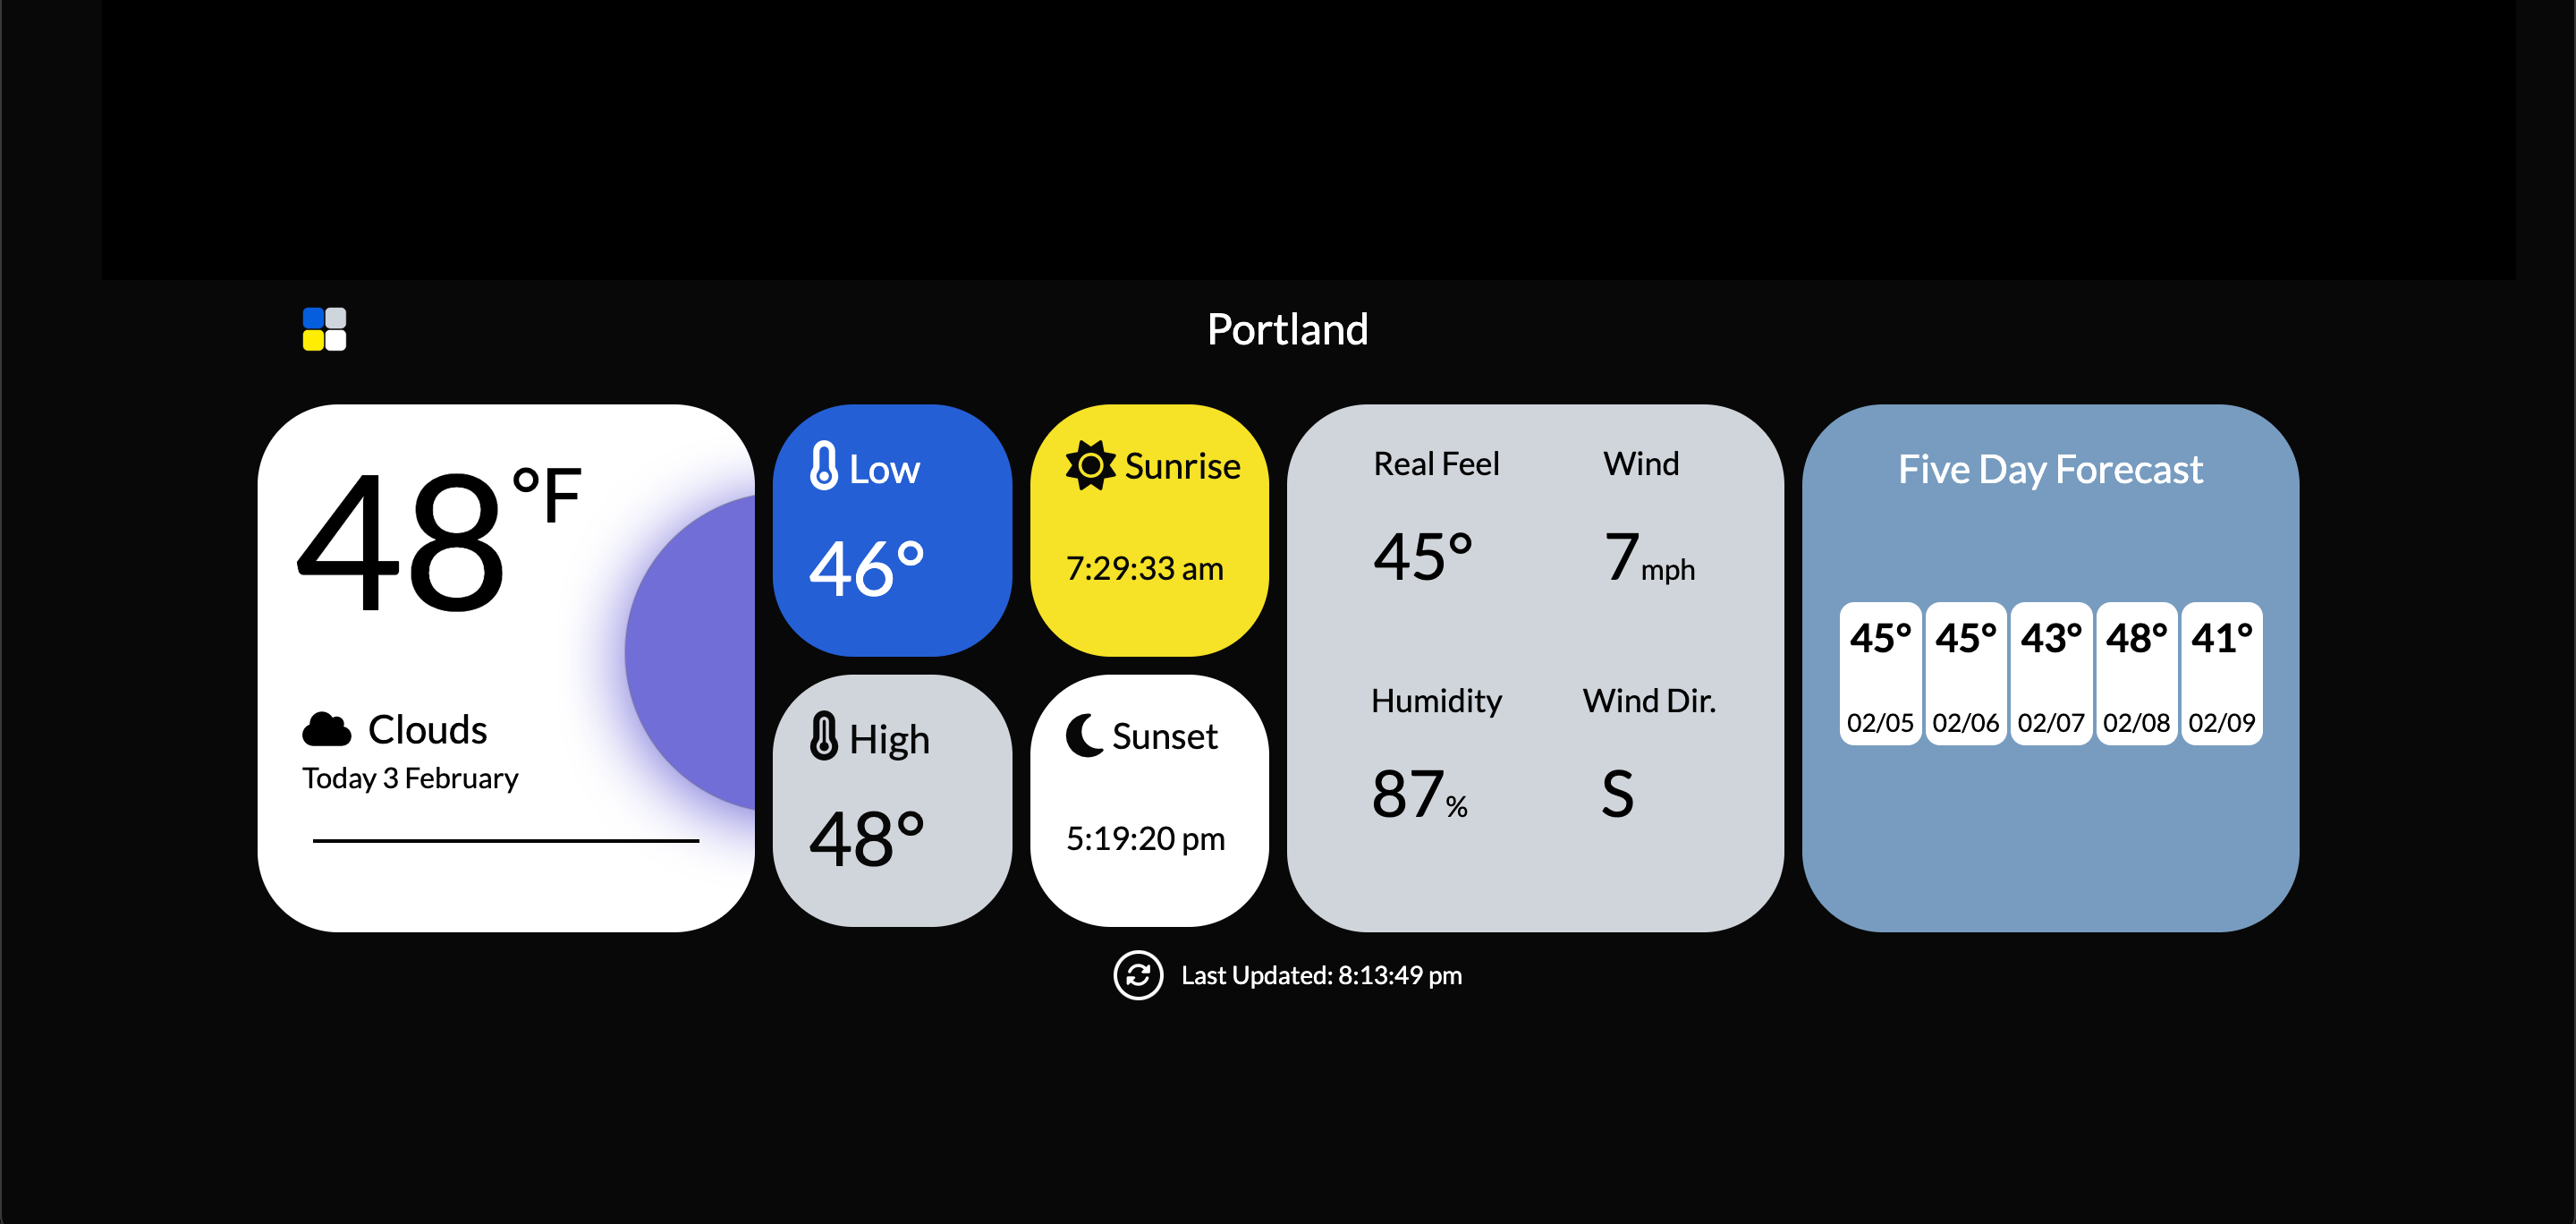 Portland
48°F
Clouds
Today 3 February
Low
46°
High
48°
Sunrise
7:29:33 am
Sunset
5:19:20 pm
Real Feel
45°
Wind
7mph
Humidity
87%
Wind Dir.
S
Five Day Forecast
45° 45° 43° 48° 41°
02/05 02/06 02/07 02/08 02/09
Last Updated: 8:13:49 pm